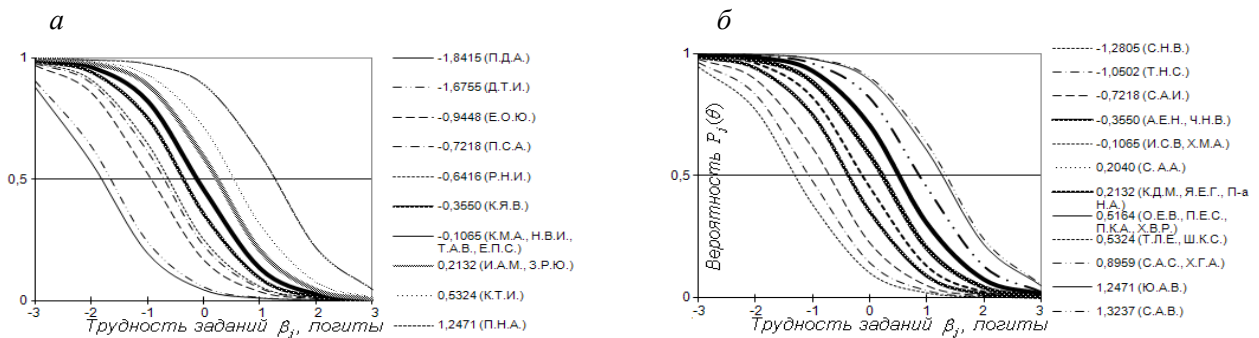 а
1
0,5
0
-3
-2
-1
0
1
2
3
Трудность заданий βj, логиты
-1,8415 (П.Д.А.)
-1,6755 (Д.Т.И.)
-0,9448 (Е.О.Ю.)
-0,7218 (П.С.А.)
-0,6416 (Р.Н.И.)
-0,3550 (К.Я.В.)
-0,1065 (К.М.А., Н.В.И.,
Т.А.В., Е.П.С.)
0,2132 (И.А.М., З.Р.Ю.)
0,5324 (К.Т.И.)
1,2471 (П.Н.А.)
б
Вероятность Pj(θ)
1
0,5
0
-3
-2
-1
0
1
2
3
Трудность заданий βj, логиты
-1,2805 (С.Н.В.)
-1,0502 (Т.Н.С.)
-0,7218 (С.А.И.)
-0,3550 (А.Е.Н., Ч.Н.В.)
-0,1065 (И.С.В, Х.М.А.)
0,2040 (С.А.А.)
0,2132 (К.Д.М., Я.Е.Г., П-а
Н.А.)
0,5164 (О.Е.В., П.Е.С.,
П.К.А., Х.В.Р.)
0,5324 (Т.Л.Е., Ш.К.С.)
0,8959 (С.А.С., Х.Г.А.)
1,2471 (Ю.А.В.)
1,3237 (С.А.В.)